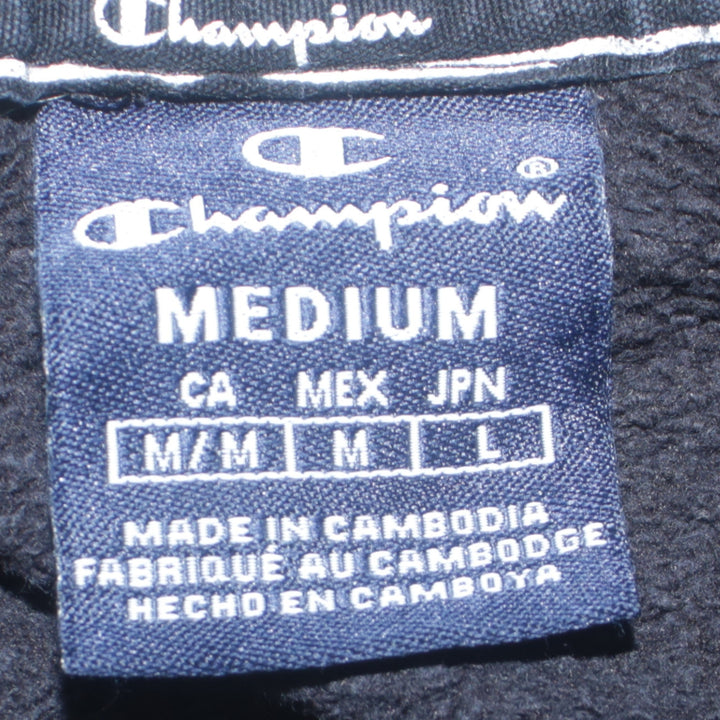 Champion
Champion®
MEDIUM
CA MEX JPN
M/M M L
MADE IN CAMBODIA
FABRIQUÉ AU CAMBODGE
HECHO EN CAMBOYA